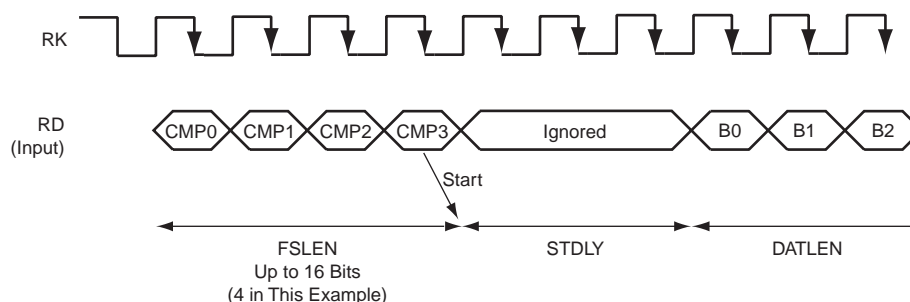 RK
RD
(Input)
CMP0 CMP1 CMP2 CMP3 Ignored B0 B1 B2
Start
FSLEN
Up to 16 Bits
(4 in This Example)
STDLY
DATLEN